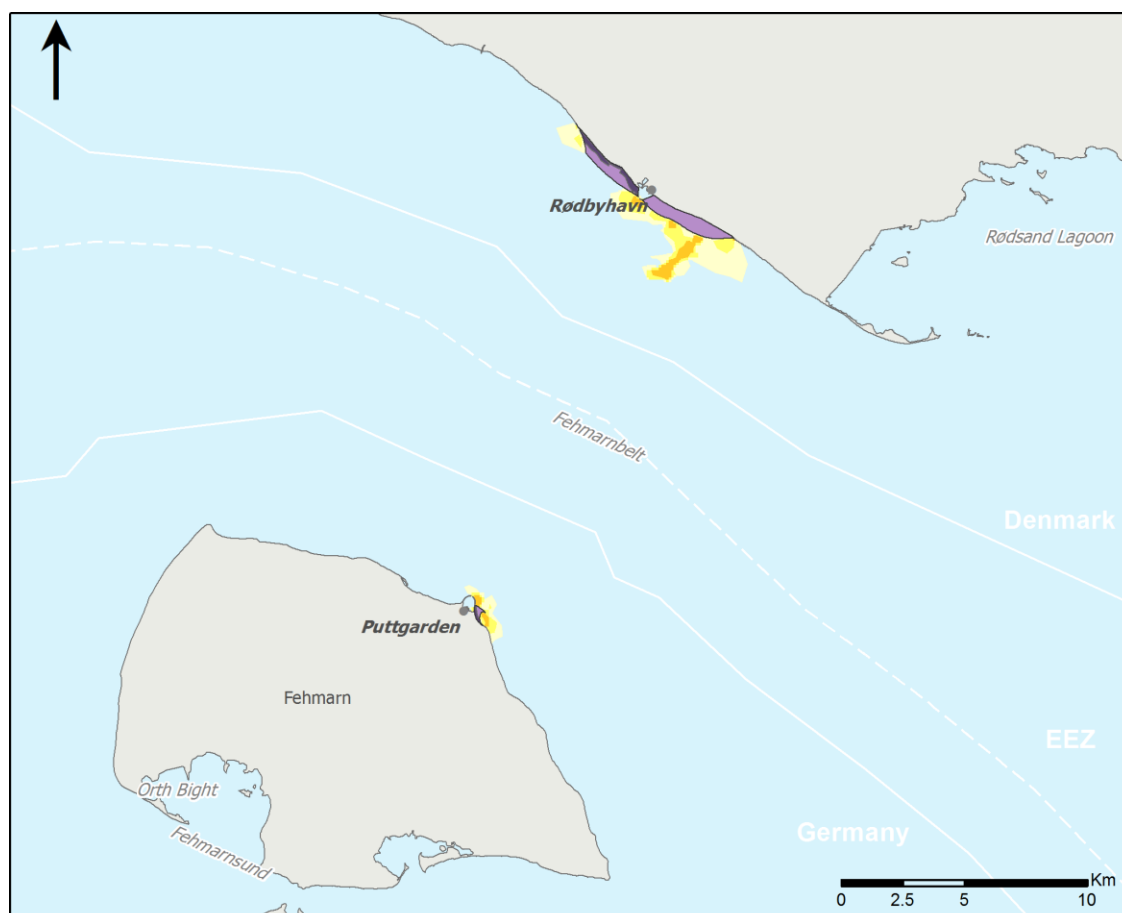 Rødbyhavn
Rødsand Lagoon
Fehmarnbelt
Denmark
Puttgarden
Fehmarn
EEZ
Orth Bight
Fehmarnsund
Germany
Km
0 2.5 5 10